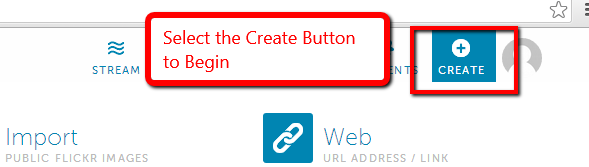 Select the Create Button
to Begin
STREAM
ENTS
CREATE
Import
PUBLIC FLICKR IMAGES
Web
URL ADDRESS / LINK